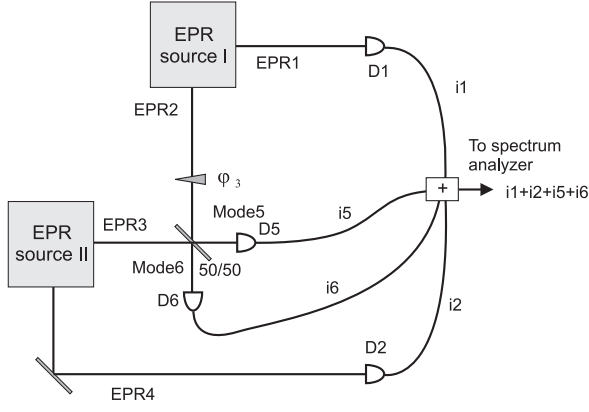 EPR
source I
EPR1
D1
i1
EPR2
φ 3
To spectrum
analyzer
+
i1+i2+i5+i6
EPR
source II
EPR3
Mode5
D5
i5
Mode6
50/50
D6
i6
i2
D2
EPR4